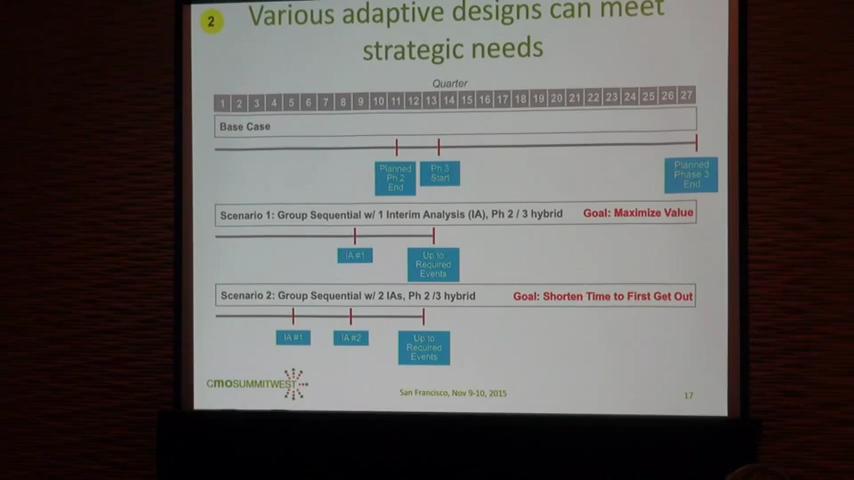 2
Various adaptive designs can meet
strategic needs
Quarter
1 2 3 4 5 6 7 8 9 10 11 12 13 14 15 16 17 18 19 20 21 22 23 24 25 26 27
Base Case
Planned
Ph 2
End
Ph 3
Start
Planned
Phase 3
End
Scenario 1: Group Sequential w/ 1 Interim Analysis (IA), Ph 2 / 3 hybrid Goal: Maximize Value
IA #1
Up to
Required
Events
Scenario 2: Group Sequential w/ 2 IAs, Ph 2 /3 hybrid Goal: Shorten Time to First Get Out
IA #1
IA #2
Up to
Required
Events
CMOSUMMITWEST
San Francisco, Nov 9-10, 2015
17